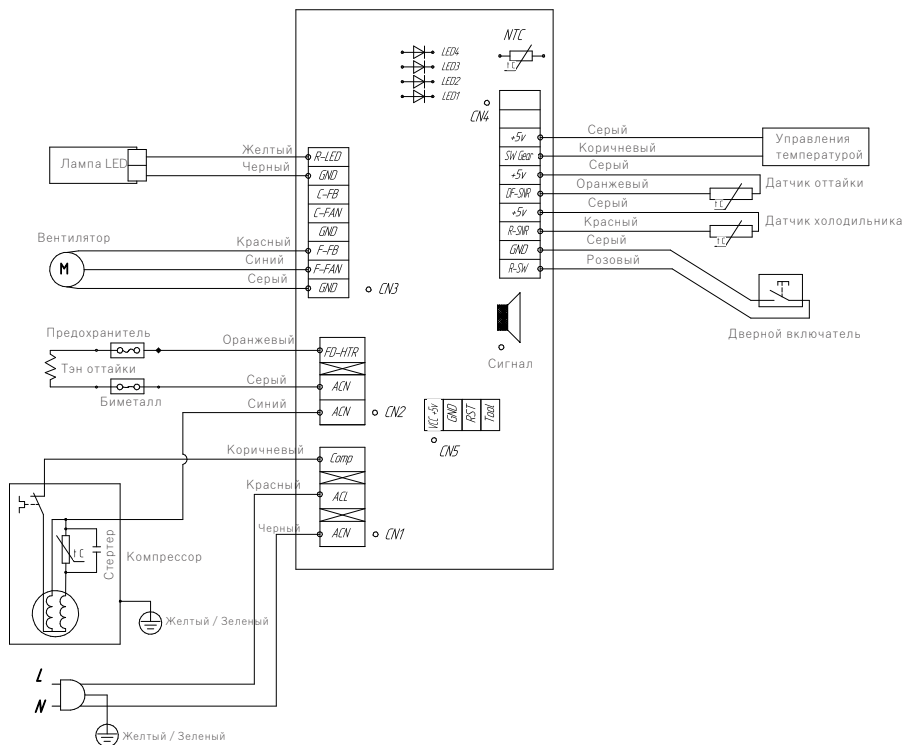 NTC
LED4
LED3
LED2
LED1
t C
CN4
+5v
SW Gear
+5v
DF-SNR
+5v
R-SNR
GND
R-SW
Серый
Коричневый
Серый
Оранжевый
Серый
Красный
Серый
Розовый
Управления
температурой
Датчик оттайки
t C
Датчик холодильника
t C
Дверной включатель
Сигнал
Лампа LED
Желтый
Черный
R-LED
GND
C-FB
C-FAN
GND
F-FB
F-FAN
GND
CN3
Вентилятор
M
Красный
Синий
Серый
Предохранитель
Тэн оттайки
Биметалл
Оранжевый
Серый
Синий
FD-HTR
ACN
ACN
CN2
VCC +5v
GND
RST
Tool
CN5
Коричневый
Красный
Черный
Comp
ACL
ACN
CN1
t C
Стертер
Компрессор
Желтый / Зеленый
L
N
Желтый / Зеленый